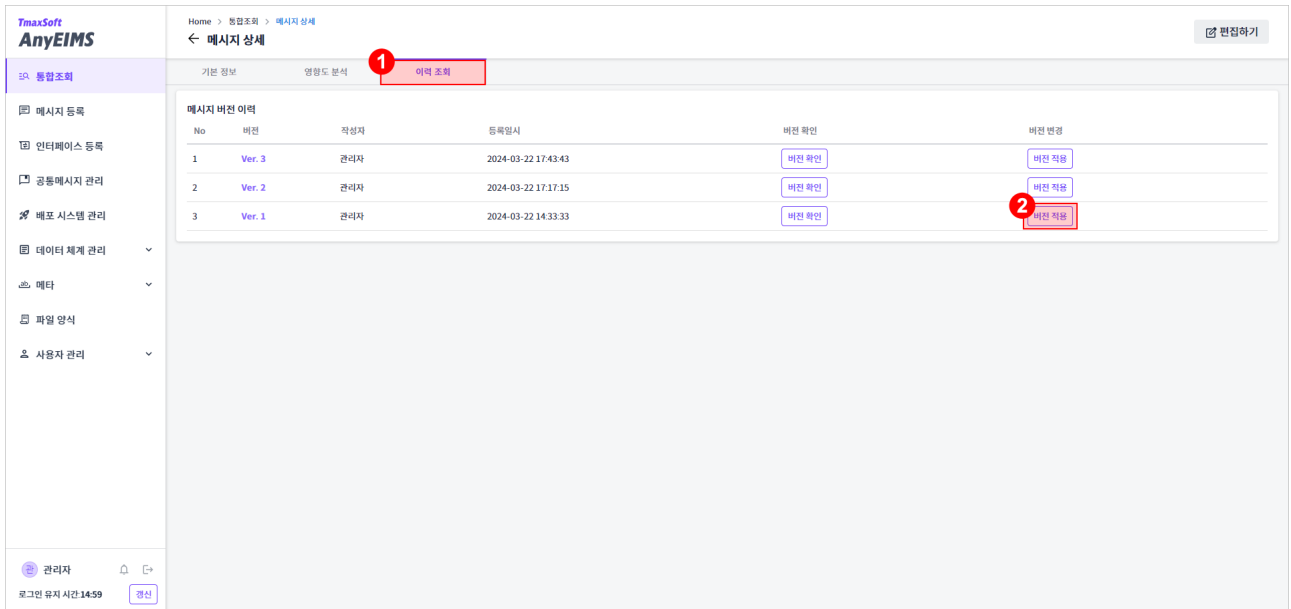 TmaxSoft
AnyEIMS
통합조회
메시지 등록
인터페이스 등록
공통메시지 관리
배포 시스템 관리
데이터 체계 관리
메타
파일 양식
사용자 관리
관 관리자
로그인 유지 시간:14:59 갱신
Home > 통합조회 > 메시지 상세
← 메시지 상세
편집하기
기본 정보 영향도 분석 1 이력 조회
메시지 버전 이력
No 버전 작성자 등록일시 버전 확인 버전 변경
1 Ver. 3 관리자 2024-03-22 17:43:43 버전 확인 버전 적용
2 Ver. 2 관리자 2024-03-22 17:17:15 버전 확인 버전 적용
3 Ver. 1 관리자 2024-03-22 14:33:33 버전 확인 2 버전 적용